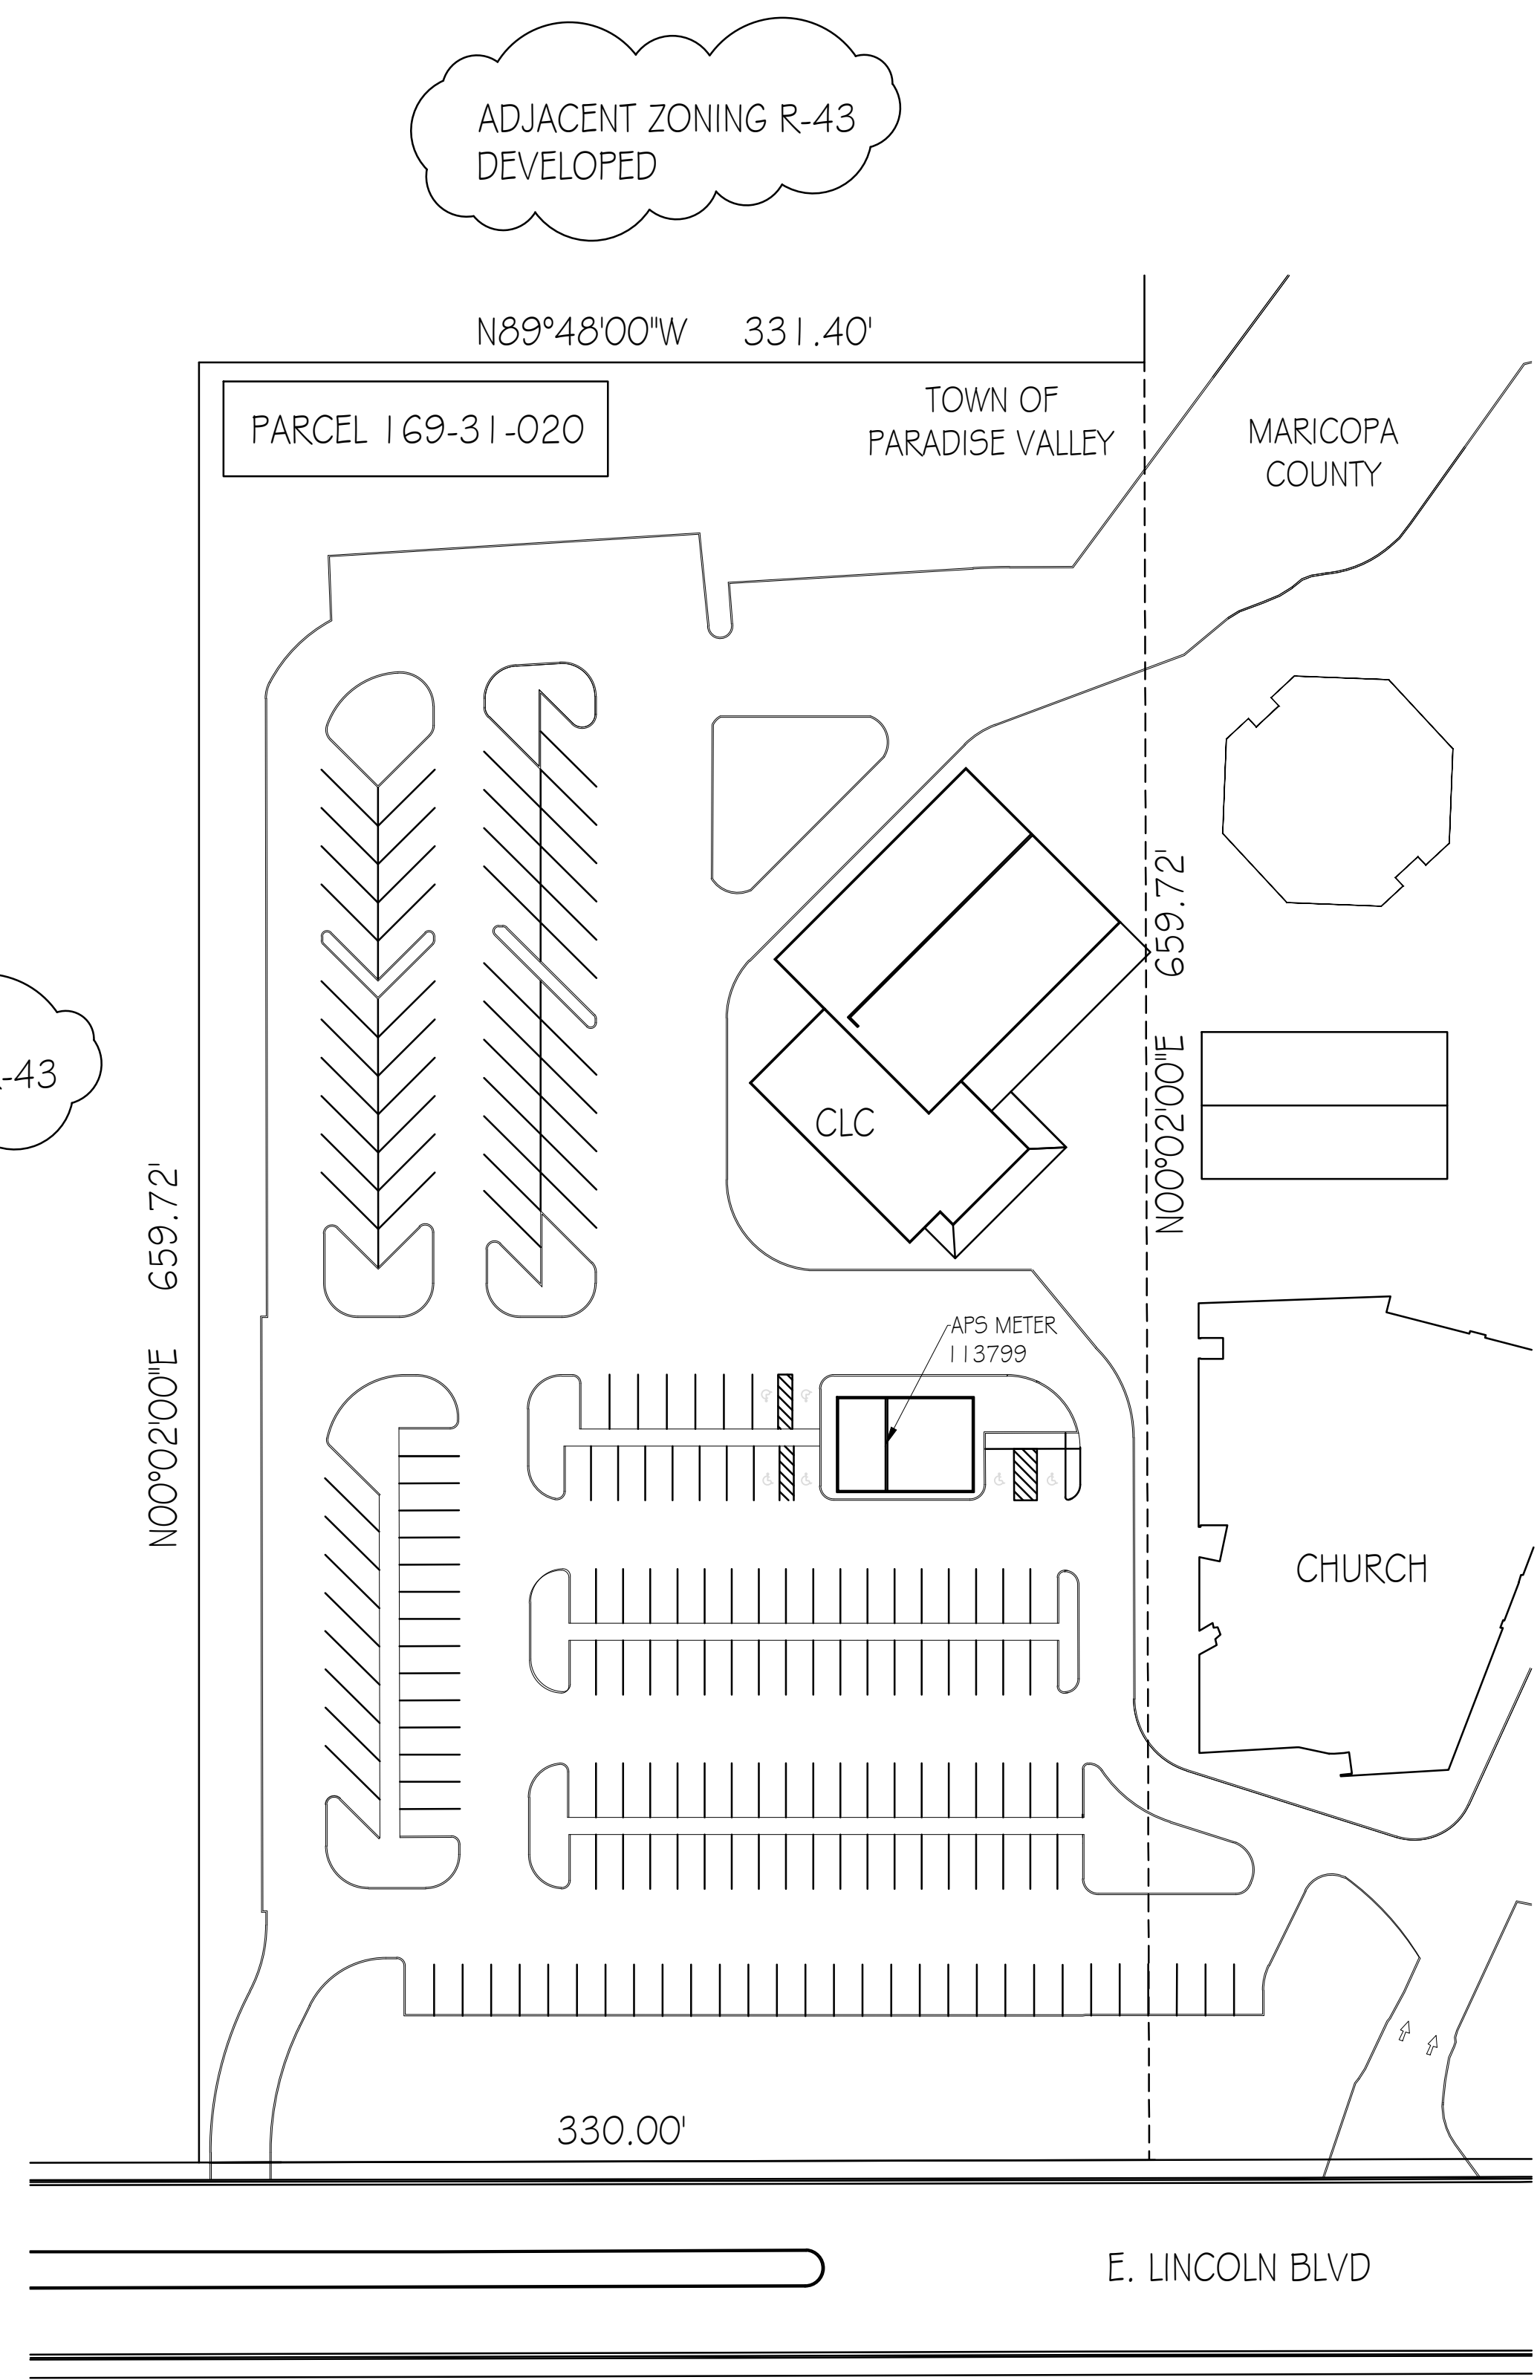 ADJACENT ZONING R-43
DEVELOPED
N89°48'00"W 331.40'
PARCEL 169-31-020
TOWN OF
PARADISE VALLEY
MARICOPA
COUNTY
-43
CLC
N00°02'00"E 659.72'
N00°02'00"E 659.72'
APS METER
113799
CHURCH
330.00'
E. LINCOLN BLVD